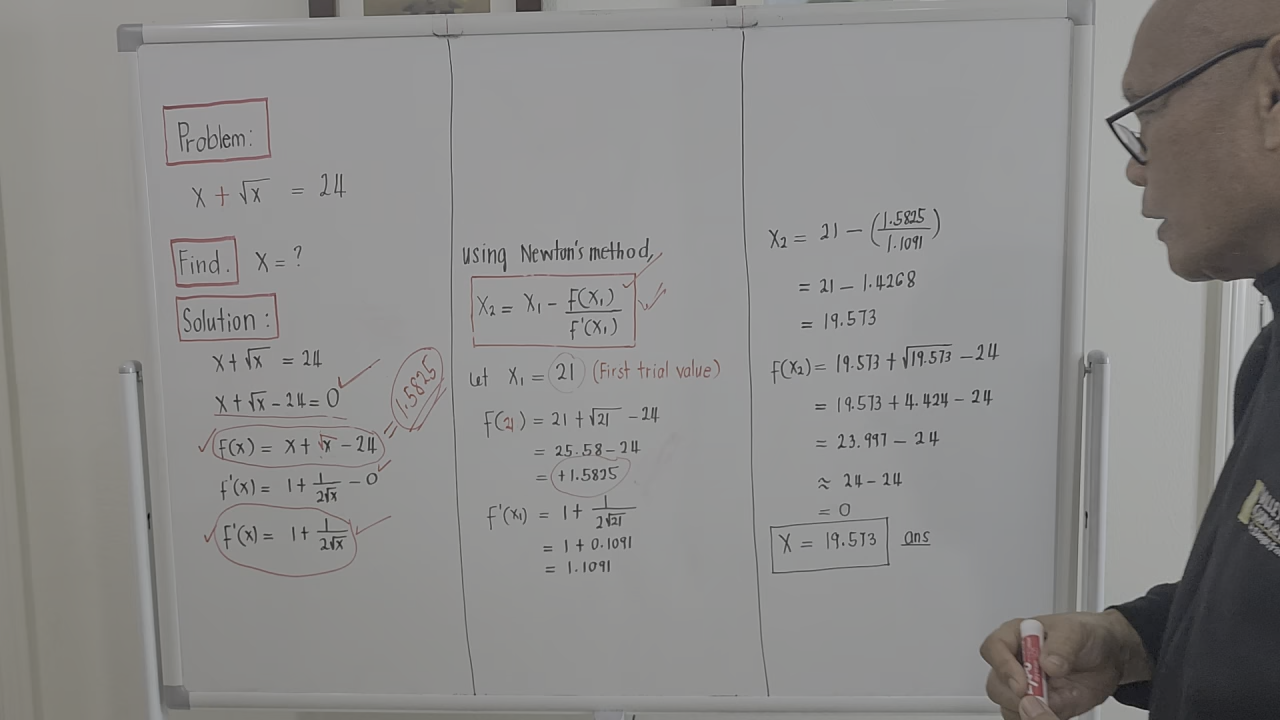 Problem:
x + √x = 24
Find. X = ?
Solution:
x + √x = 24
x + √x − 24 = 0
f(x) = x + √x − 24 = 1.5825
f'(x) = 1 + 1/(2√x) − 0
f'(x) = 1 + 1/(2√x)
using Newton's method,
X₂ = X₁ − f(X₁)/f'(X₁)
Let X₁ = 21 (First trial value)
f(21) = 21 + √21 − 24
= 25.58 − 24
= +1.5825
f'(X₁) = 1 + 1/(2√21)
= 1 + 0.1091
= 1.1091
X₂ = 21 − (1.5825/1.1091)
= 21 − 1.4268
= 19.573
f(X₂) = 19.573 + √19.573 − 24
= 19.573 + 4.424 − 24
= 23.997 − 24
≈ 24 − 24
= 0
X = 19.573 ans